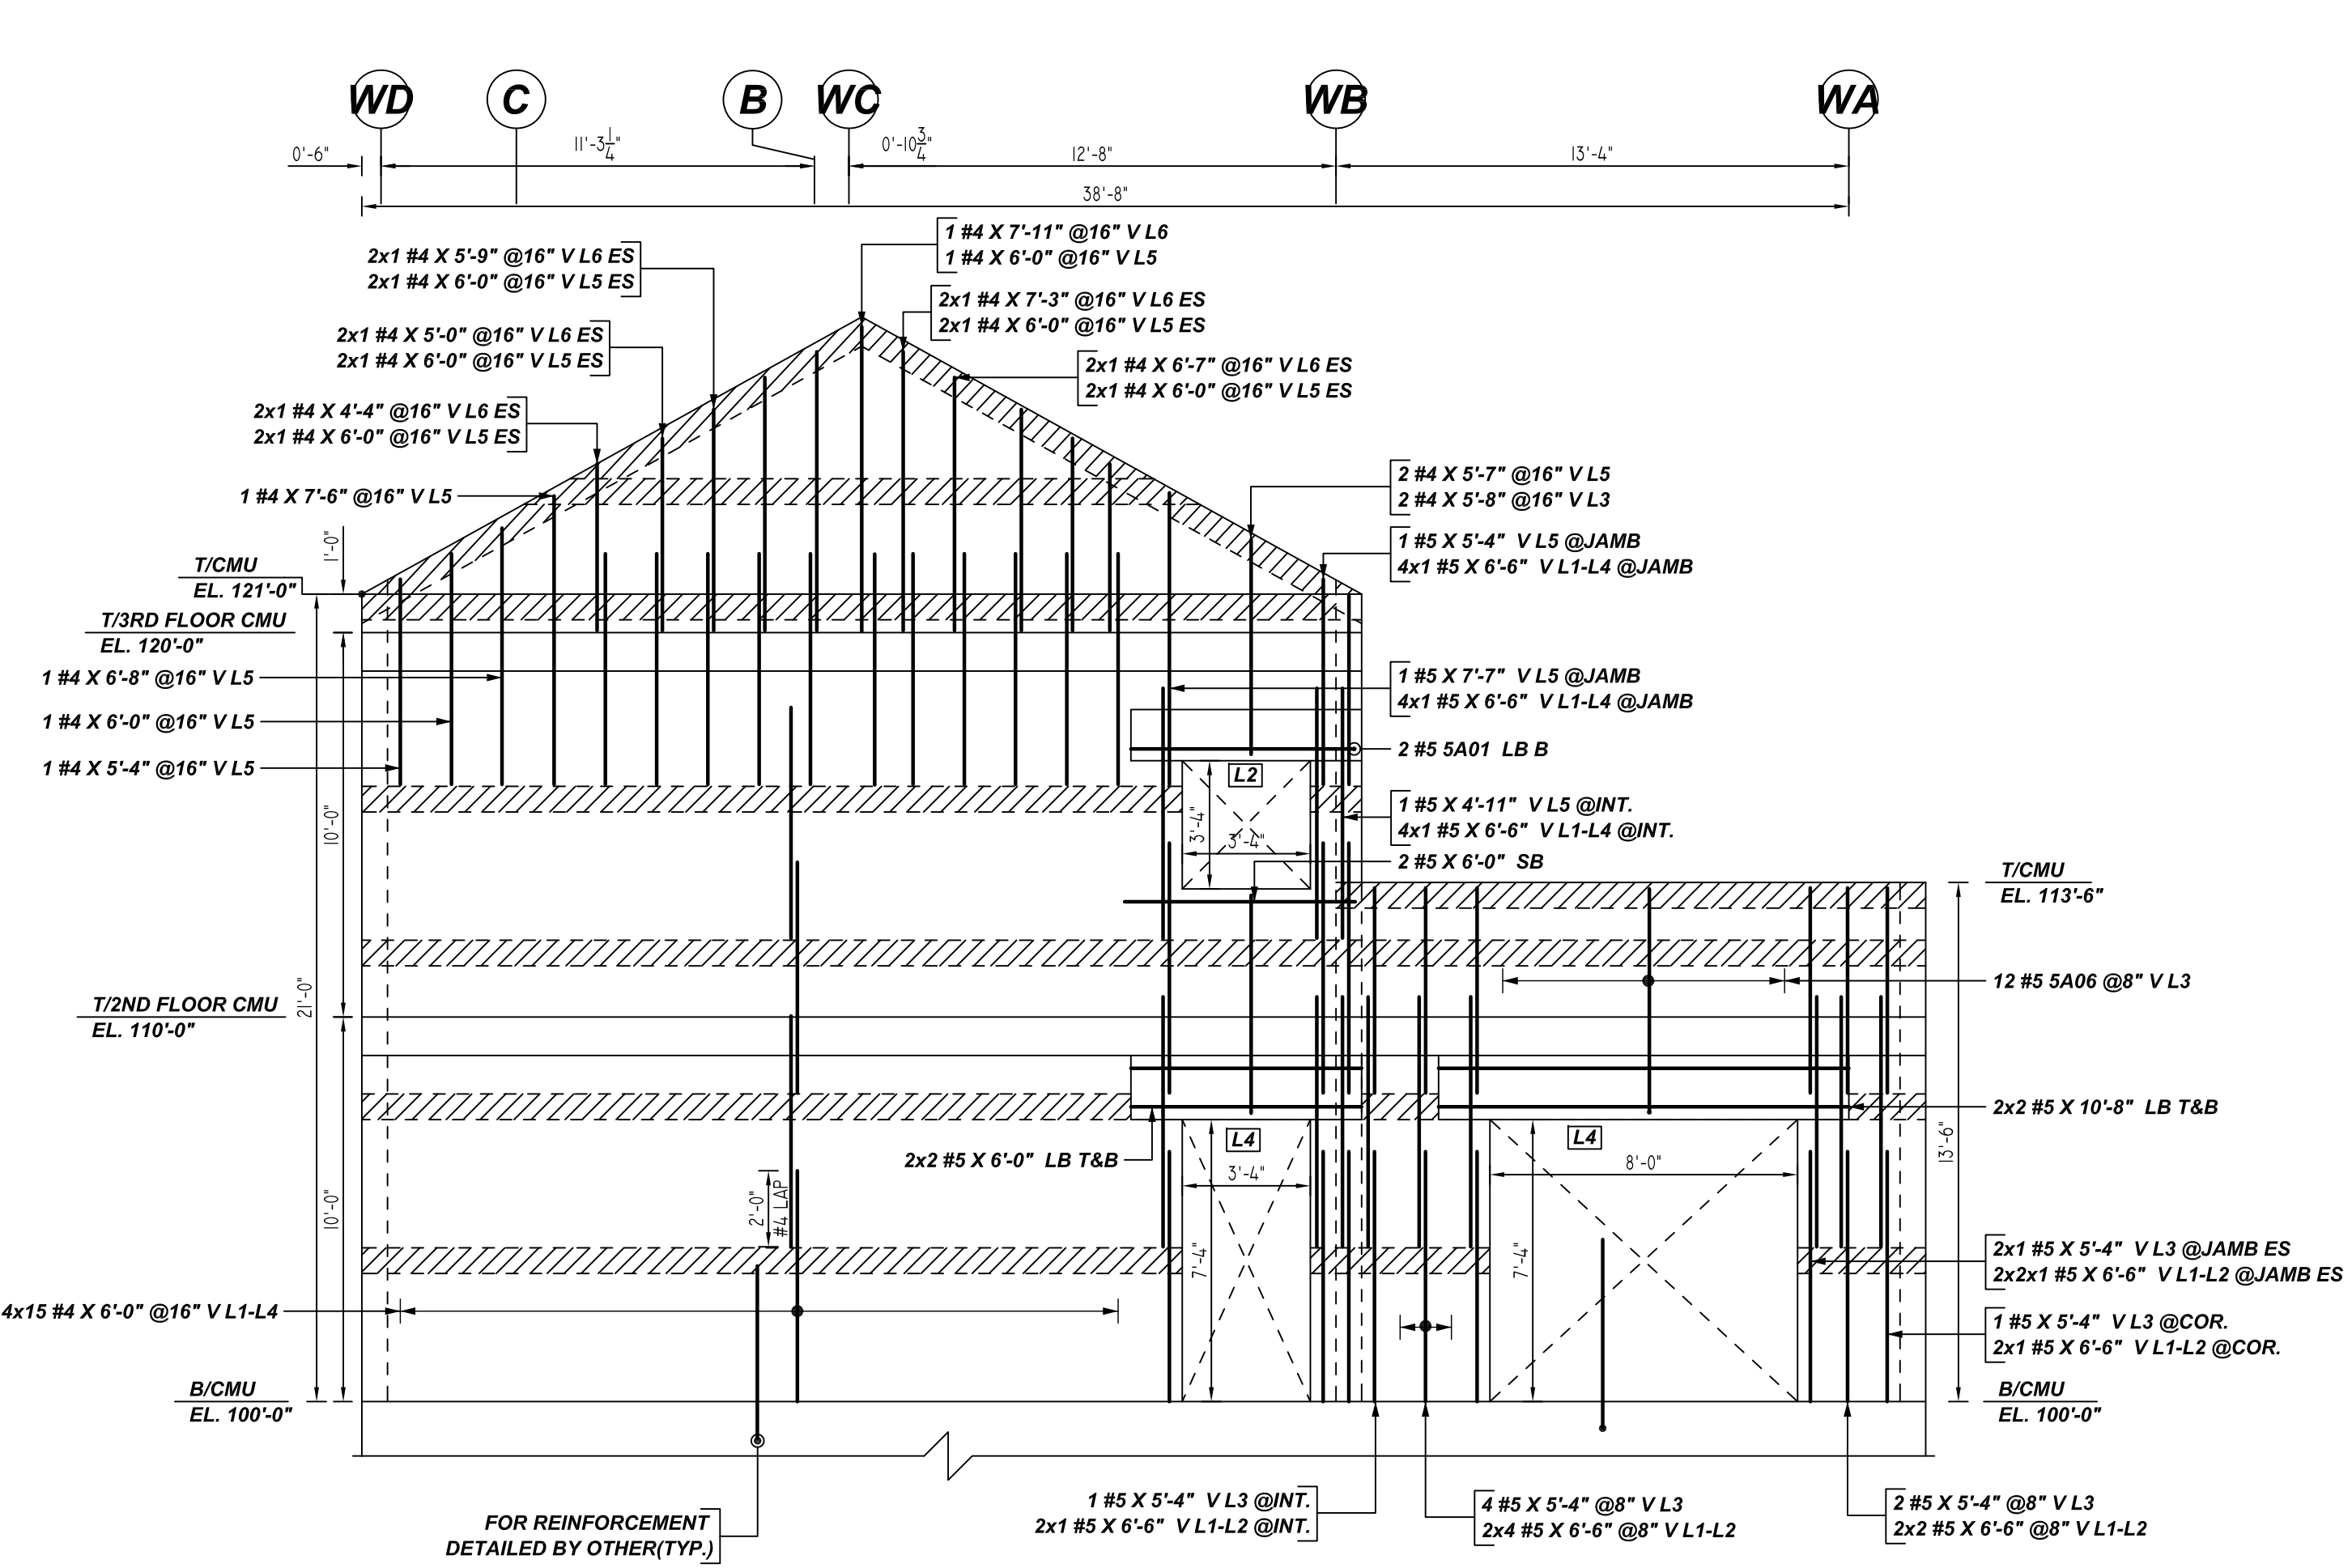 WD
C
B
WC
WB
WA
0'-6"
11'-3 1/4"
0'-10 3/4"
12'-8"
13'-4"
38'-8"
1 #4 X 7'-11" @16" V L6
1 #4 X 6'-0" @16" V L5
2x1 #4 X 5'-9" @16" V L6 ES
2x1 #4 X 6'-0" @16" V L5 ES
2x1 #4 X 7'-3" @16" V L6 ES
2x1 #4 X 6'-0" @16" V L5 ES
2x1 #4 X 5'-0" @16" V L6 ES
2x1 #4 X 6'-0" @16" V L5 ES
2x1 #4 X 6'-7" @16" V L6 ES
2x1 #4 X 6'-0" @16" V L5 ES
2x1 #4 X 4'-4" @16" V L6 ES
2x1 #4 X 6'-0" @16" V L5 ES
1 #4 X 7'-6" @16" V L5
2 #4 X 5'-7" @16" V L5
2 #4 X 5'-8" @16" V L3
1'-0"
1 #5 X 5'-4" V L5 @JAMB
4x1 #5 X 6'-6" V L1-L4 @JAMB
T/CMU
EL. 121'-0"
T/3RD FLOOR CMU
EL. 120'-0"
1 #4 X 6'-8" @16" V L5
1 #5 X 7'-7" V L5 @JAMB
4x1 #5 X 6'-6" V L1-L4 @JAMB
1 #4 X 6'-0" @16" V L5
2 #5 5A01 LB B
1 #4 X 5'-4" @16" V L5
L2
3'-4"
3'-4"
10'-0"
1 #5 X 4'-11" V L5 @INT.
4x1 #5 X 6'-6" V L1-L4 @INT.
2 #5 X 6'-0" SB
T/CMU
EL. 113'-6"
12 #5 5A06 @8" V L3
T/2ND FLOOR CMU
EL. 110'-0"
21'-0"
2x2 #5 X 10'-8" LB T&B
L4
L4
2x2 #5 X 6'-0" LB T&B
3'-4"
8'-0"
13'-6"
10'-0"
2'-0"
#4 LAP
7'-4"
7'-4"
2x1 #5 X 5'-4" V L3 @JAMB ES
2x2x1 #5 X 6'-6" V L1-L2 @JAMB ES
4x15 #4 X 6'-0" @16" V L1-L4
1 #5 X 5'-4" V L3 @COR.
2x1 #5 X 6'-6" V L1-L2 @COR.
B/CMU
EL. 100'-0"
B/CMU
EL. 100'-0"
1 #5 X 5'-4" V L3 @INT.
2x1 #5 X 6'-6" V L1-L2 @INT.
4 #5 X 5'-4" @8" V L3
2x4 #5 X 6'-6" @8" V L1-L2
2 #5 X 5'-4" @8" V L3
2x2 #5 X 6'-6" @8" V L1-L2
FOR REINFORCEMENT
DETAILED BY OTHER(TYP.)